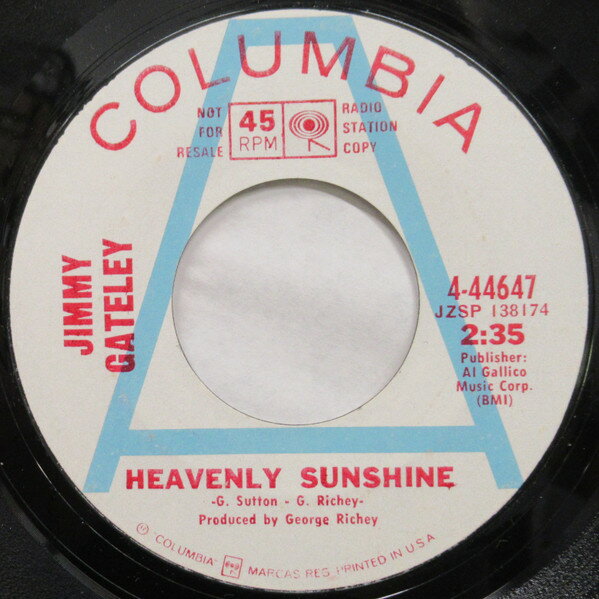 COLUMBIA
NOT
FOR
RESALE
45
RPM
RADIO
STATION
COPY
JIMMY
GATELEY
4-44647
JZSP 138174
2:35
Publisher:
Al Gallico
Music Corp.
(BMI)
HEAVENLY SUNSHINE
-G. Sutton - G. Richey-
Produced by George Richey
"COLUMBIA" MARCAS REG. PRINTED IN U.S.A